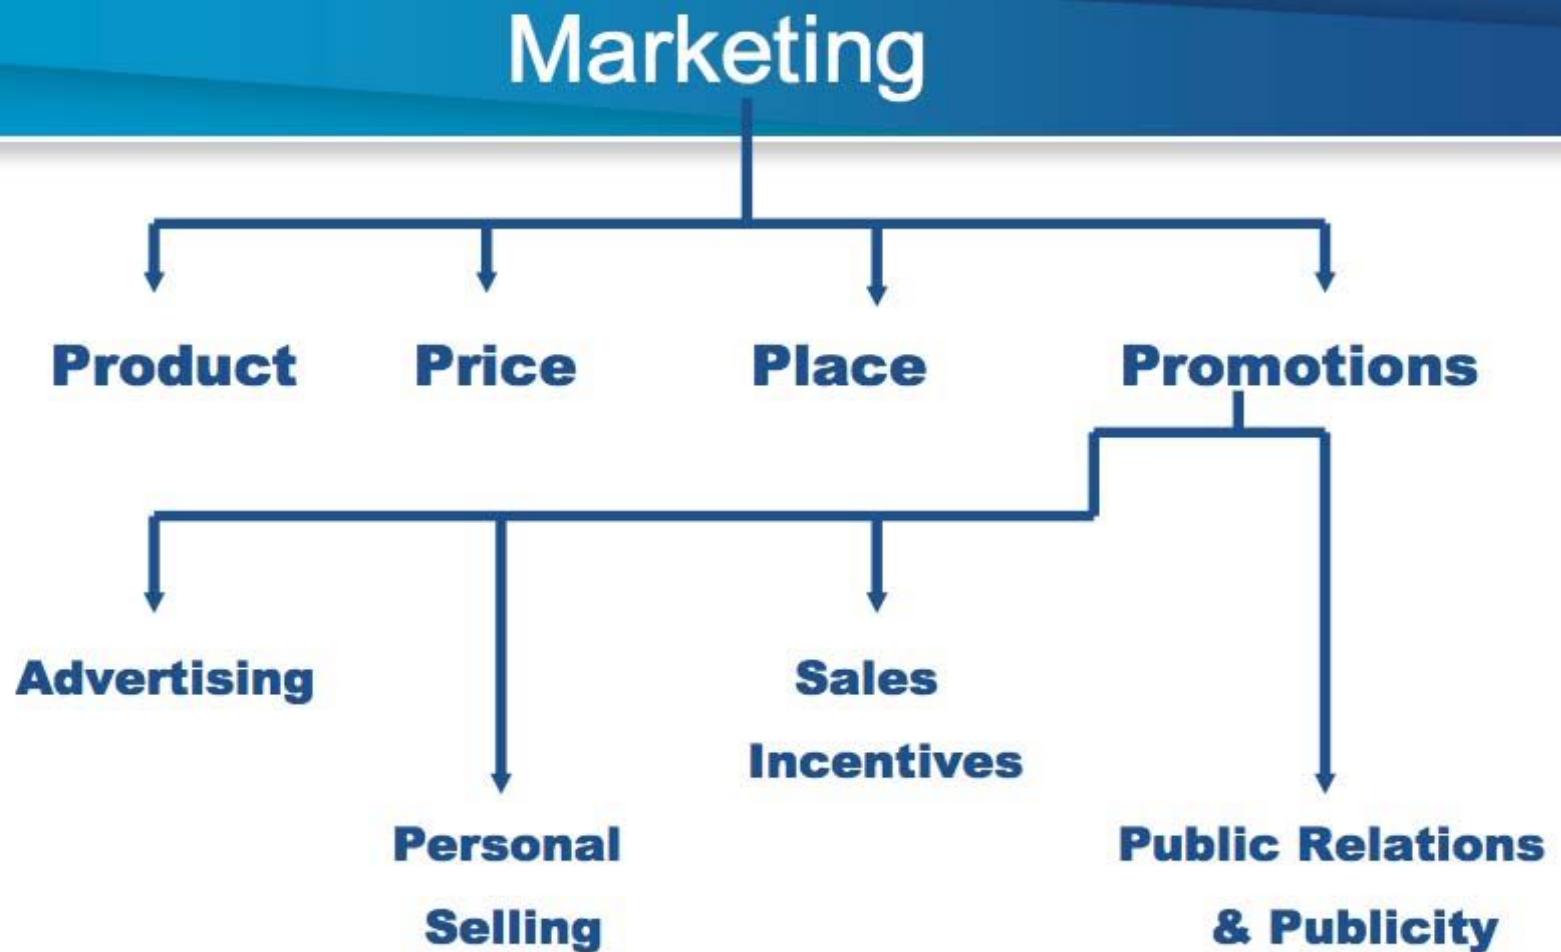 Marketing
Product Price Place Promotions
Advertising
Sales
Incentives
Personal
Selling
Public Relations
& Publicity